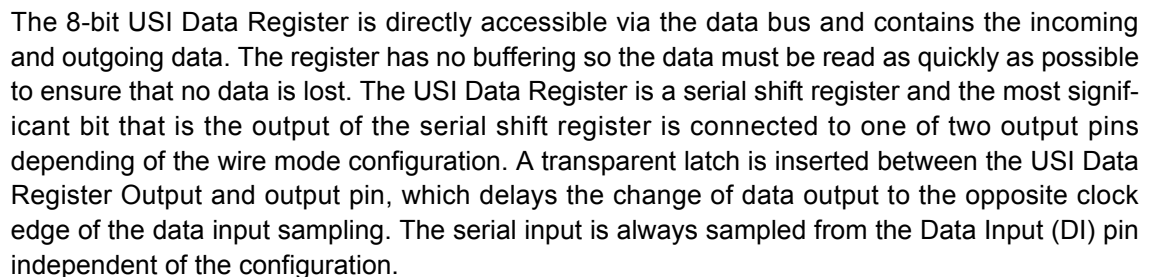 The 8-bit USI Data Register is directly accessible via the data bus and contains the incoming
and outgoing data. The register has no buffering so the data must be read as quickly as possible
to ensure that no data is lost. The USI Data Register is a serial shift register and the most signif-
icant bit that is the output of the serial shift register is connected to one of two output pins
depending of the wire mode configuration. A transparent latch is inserted between the USI Data
Register Output and output pin, which delays the change of data output to the opposite clock
edge of the data input sampling. The serial input is always sampled from the Data Input (DI) pin
independent of the configuration.